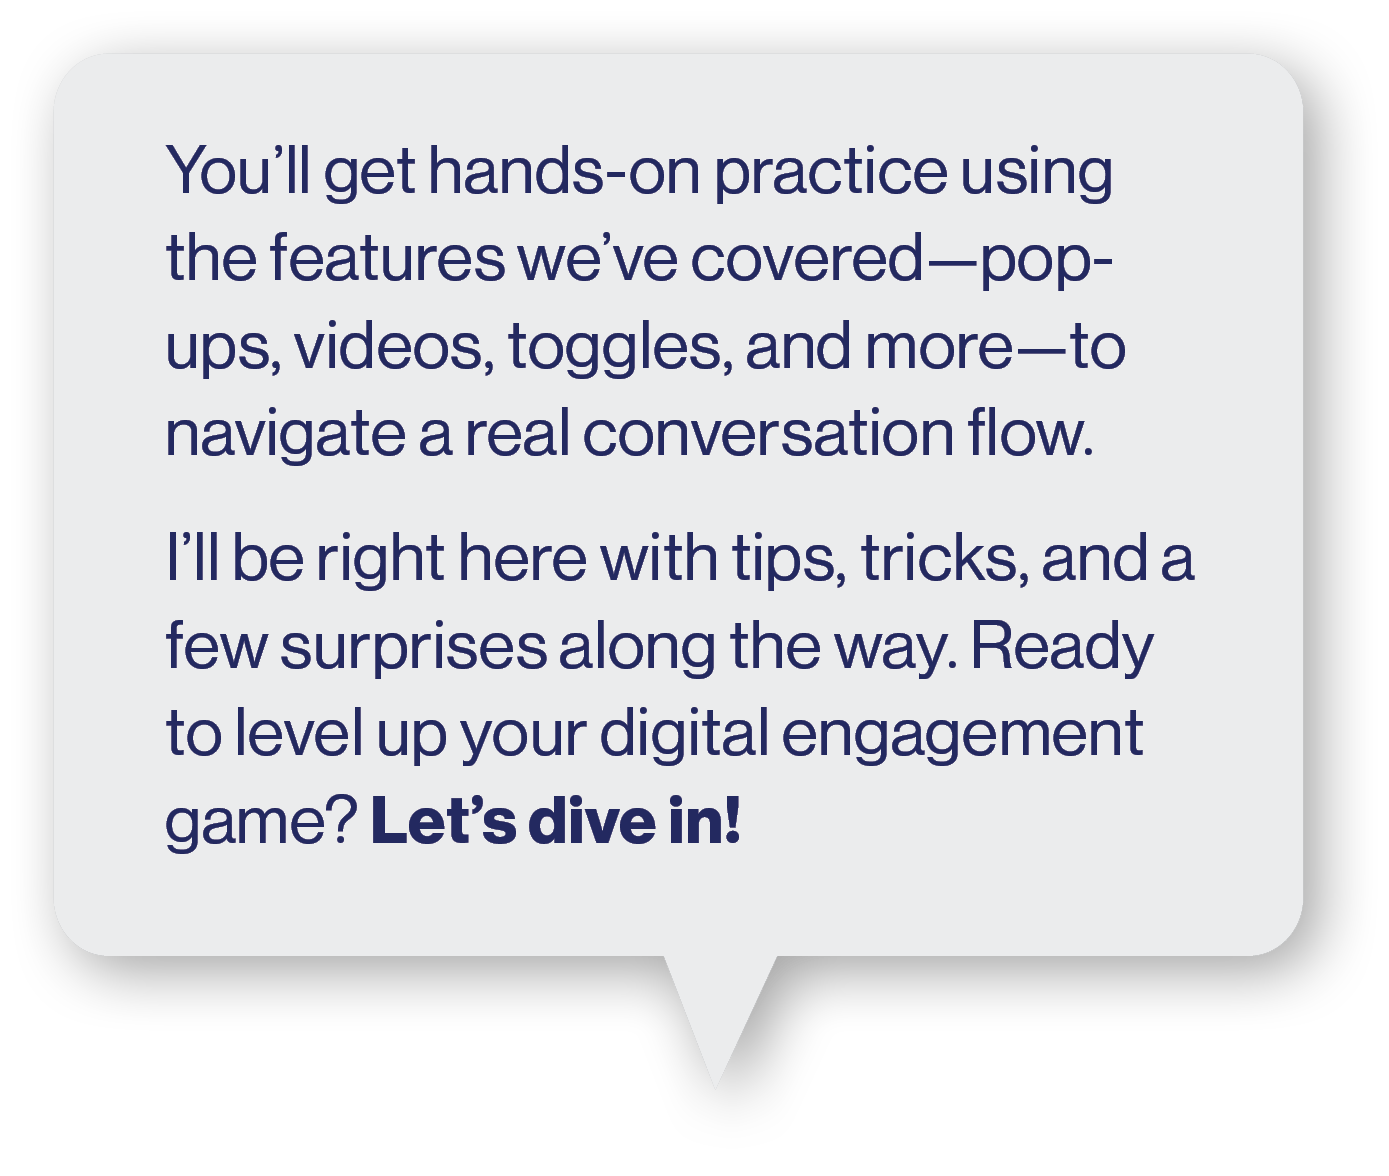 You’ll get hands-on practice using
the features we’ve covered—pop-
ups, videos, toggles, and more—to
navigate a real conversation flow.
I’ll be right here with tips, tricks, and a
few surprises along the way. Ready
to level up your digital engagement
game? Let’s dive in!